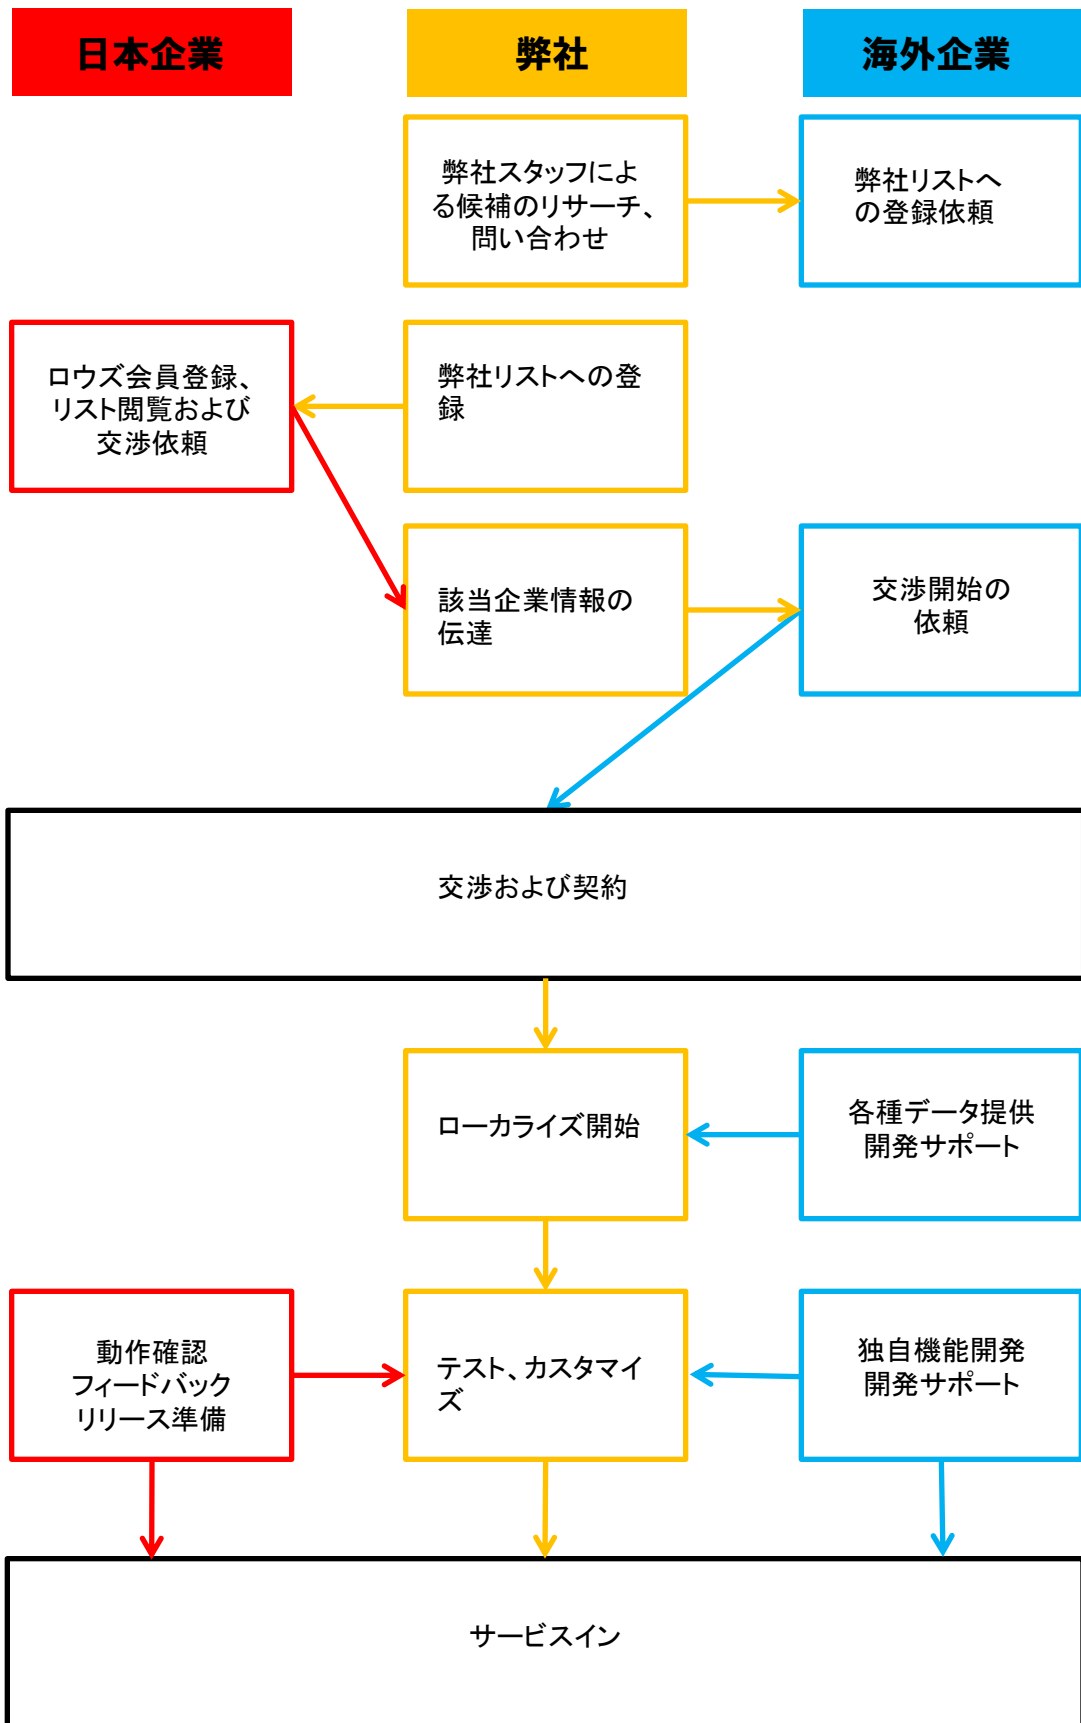 日本企業
弊社
海外企業
弊社スタッフによ
る候補のリサーチ、
問い合わせ
弊社リストへ
の登録依頼
ロウズ会員登録、
リスト閲覧および
交渉依頼
弊社リストへの登
録
該当企業情報の
伝達
交渉開始の
依頼
交渉および契約
ローカライズ開始
各種データ提供
開発サポート
動作確認
フィードバック
リリース準備
テスト、カスタマイ
ズ
独自機能開発
開発サポート
サービスイン